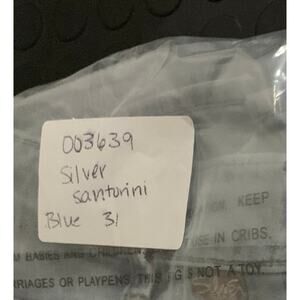 003639
Silver
santorini
Blue 31
KEEP
M BABIES AND CHILDREN.
USE IN CRIBS,
RIAGES OR PLAYPENS. THIS
IS NOT A TOY